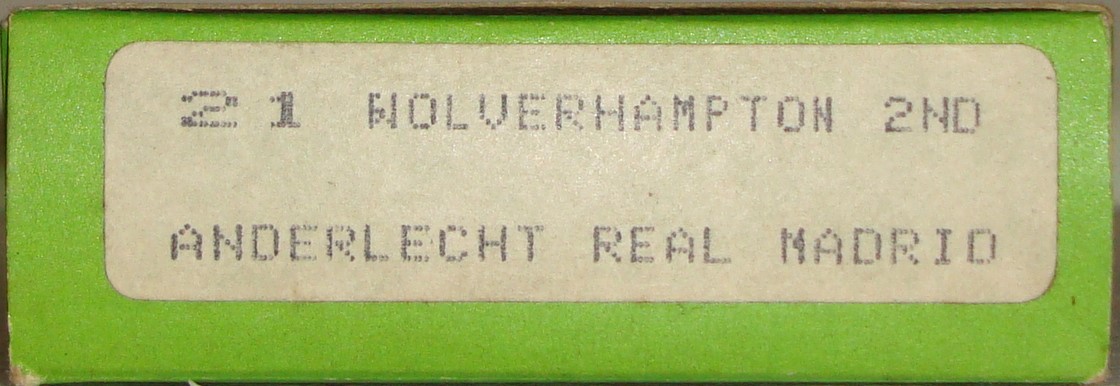 21 WOLVERHAMPTON 2ND
ANDERLECHT REAL MADRID